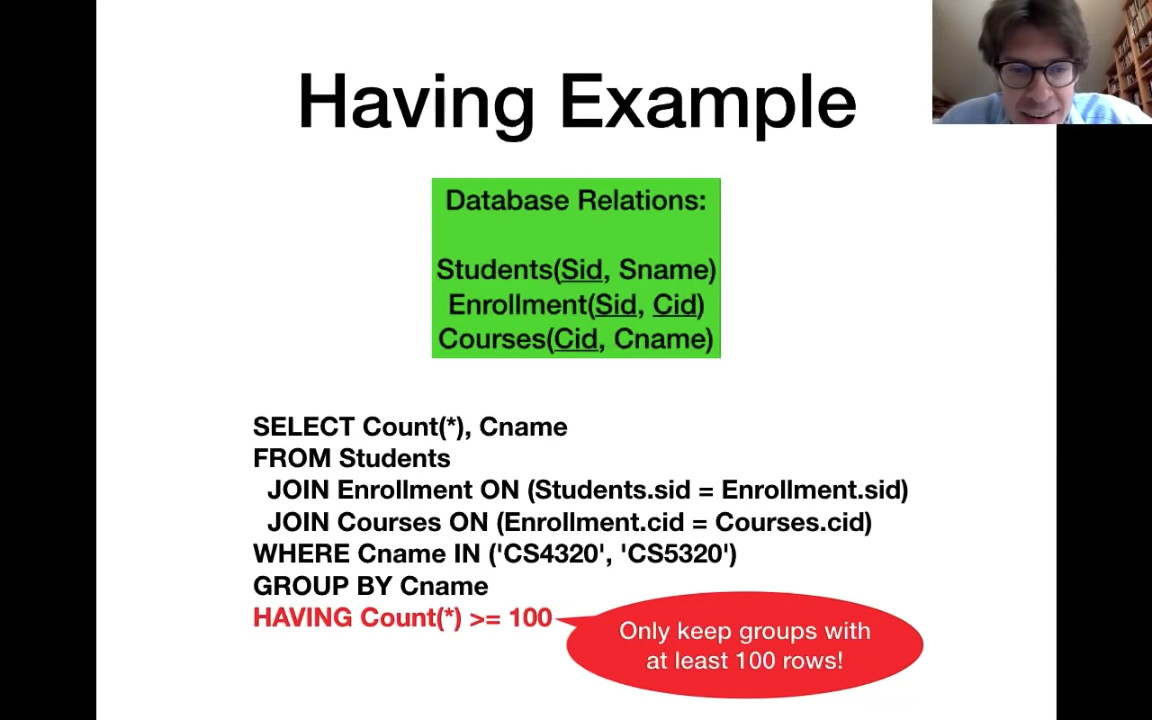 Having Example
Database Relations:
Students(Sid, Sname)
Enrollment(Sid, Cid)
Courses(Cid, Cname)
SELECT Count(*), Cname
FROM Students
JOIN Enrollment ON (Students.sid = Enrollment.sid)
JOIN Courses ON (Enrollment.cid = Courses.cid)
WHERE Cname IN ('CS4320', 'CS5320')
GROUP BY Cname
HAVING Count(*) >= 100
Only keep groups with
at least 100 rows!